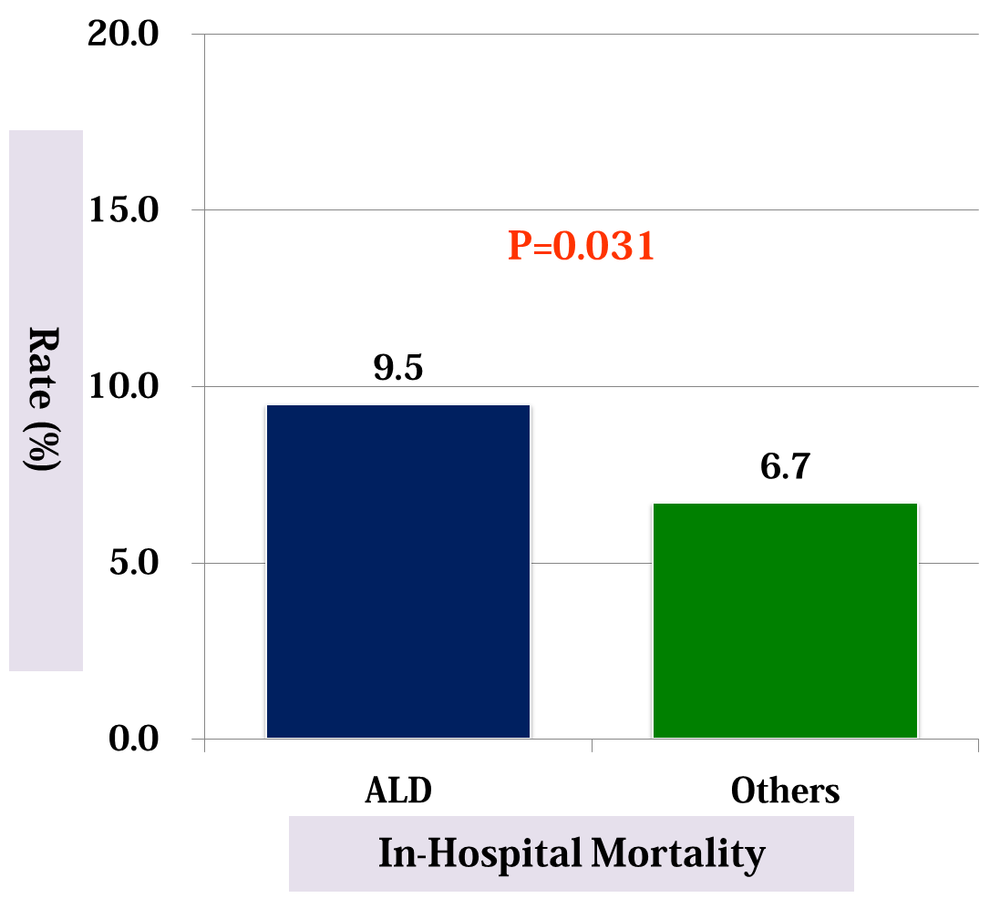 20.0
15.0
P=0.031
9.5
10.0
6.7
5.0
0.0
Rate (%)
ALD
Others
In-Hospital Mortality